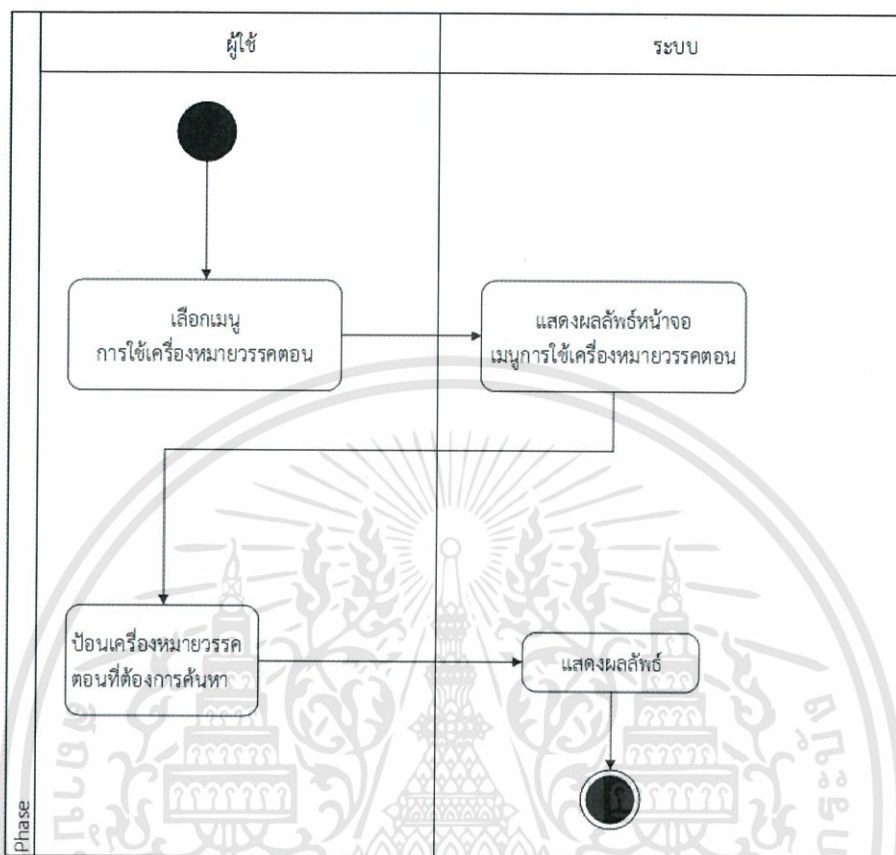 ผู้ใช้
ระบบ
เลือกเมนู
การใช้เครื่องหมายวรรคตอน
แสดงผลลัพธ์หน้าจอ
เมนูการใช้เครื่องหมายวรรคตอน
ป้อนเครื่องหมายวรรค
ตอนที่ต้องการค้นหา
แสดงผลลัพธ์
Phase